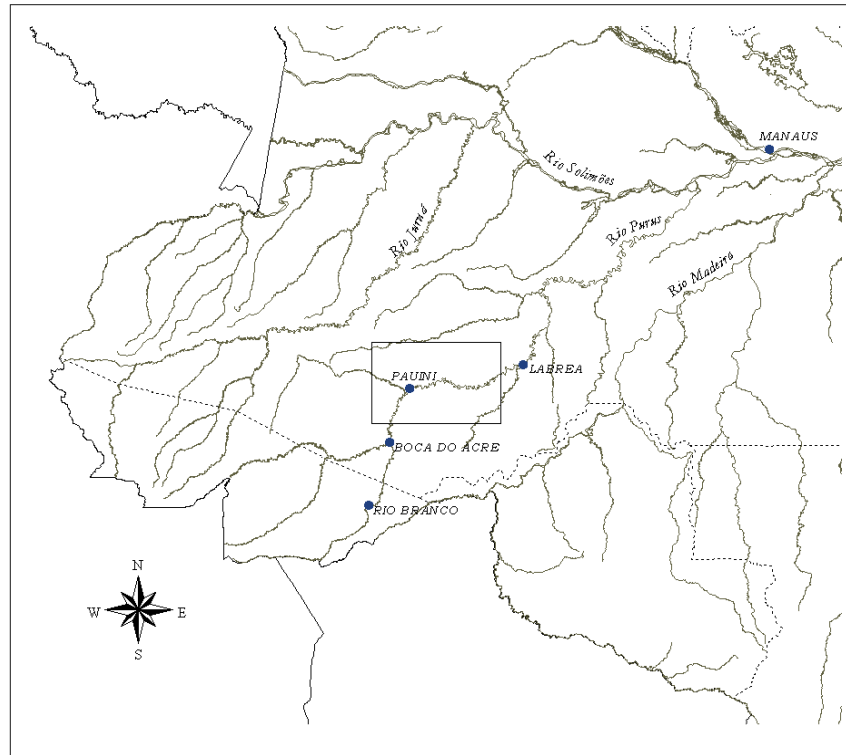 MANAUS
Rio Solimões
Rio Juruá
Rio Purus
Rio Madeira
LABREA
PAUINI
BOCA DO ACRE
RIO BRANCO
N
W E
S